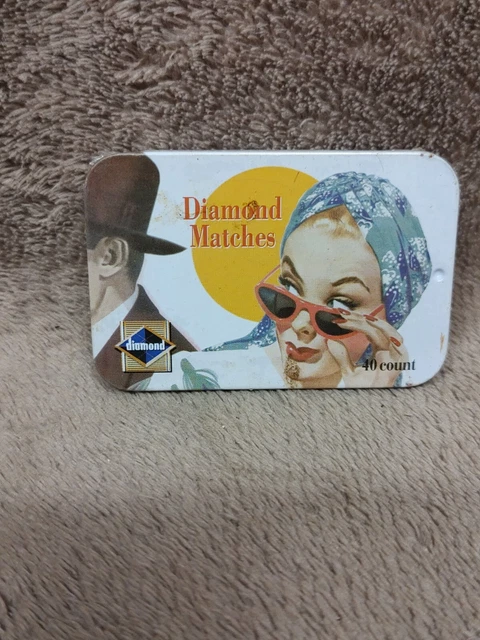 Diamond
Matches
diamond
40 count